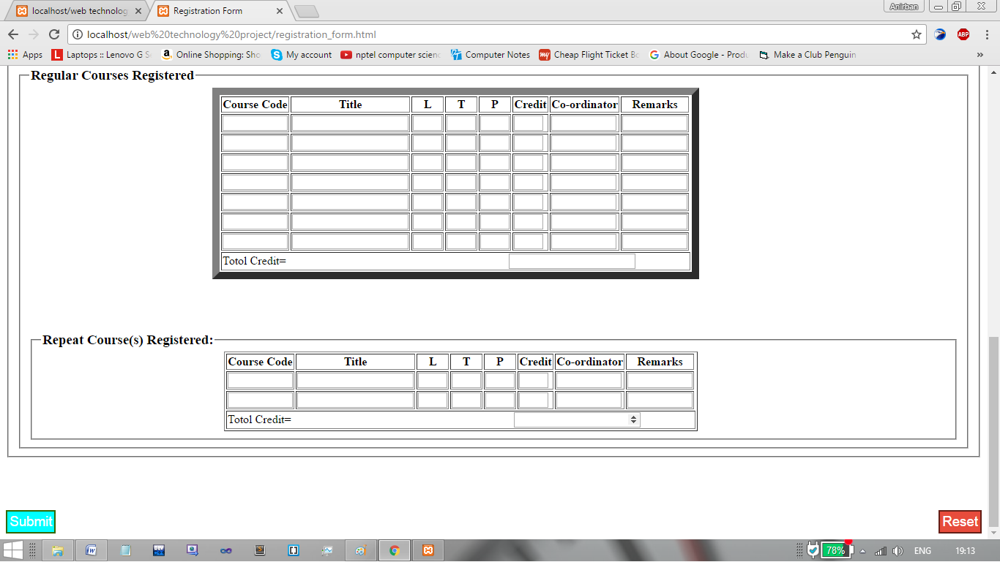 localhost/web technolog
Registration Form
Anirban
localhost/web%20technology%20project/registration_form.html
ABP
Apps
L Laptops :: Lenovo G S
a Online Shopping: Sho
S My account
nptel computer scienc
Computer Notes
my Cheap Flight Ticket Bo
G About Google - Produ
Make a Club Penguin
»
Regular Courses Registered
Course Code Title L T P Credit Co-ordinator Remarks
Totol Credit=
Repeat Course(s) Registered:
Course Code Title L T P Credit Co-ordinator Remarks
Totol Credit=
Submit Reset
78% ENG 19:13